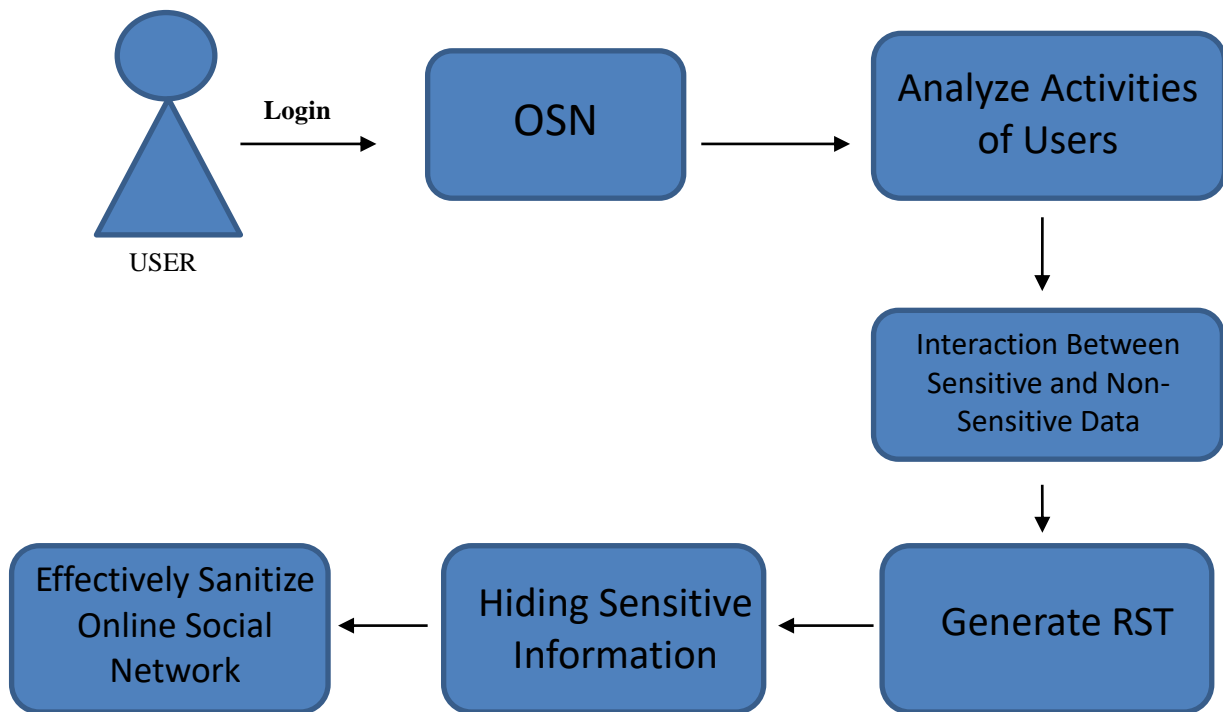 Login
USER
OSN
Analyze Activities
of Users
Interaction Between
Sensitive and Non-
Sensitive Data
Generate RST
Hiding Sensitive
Information
Effectively Sanitize
Online Social
Network